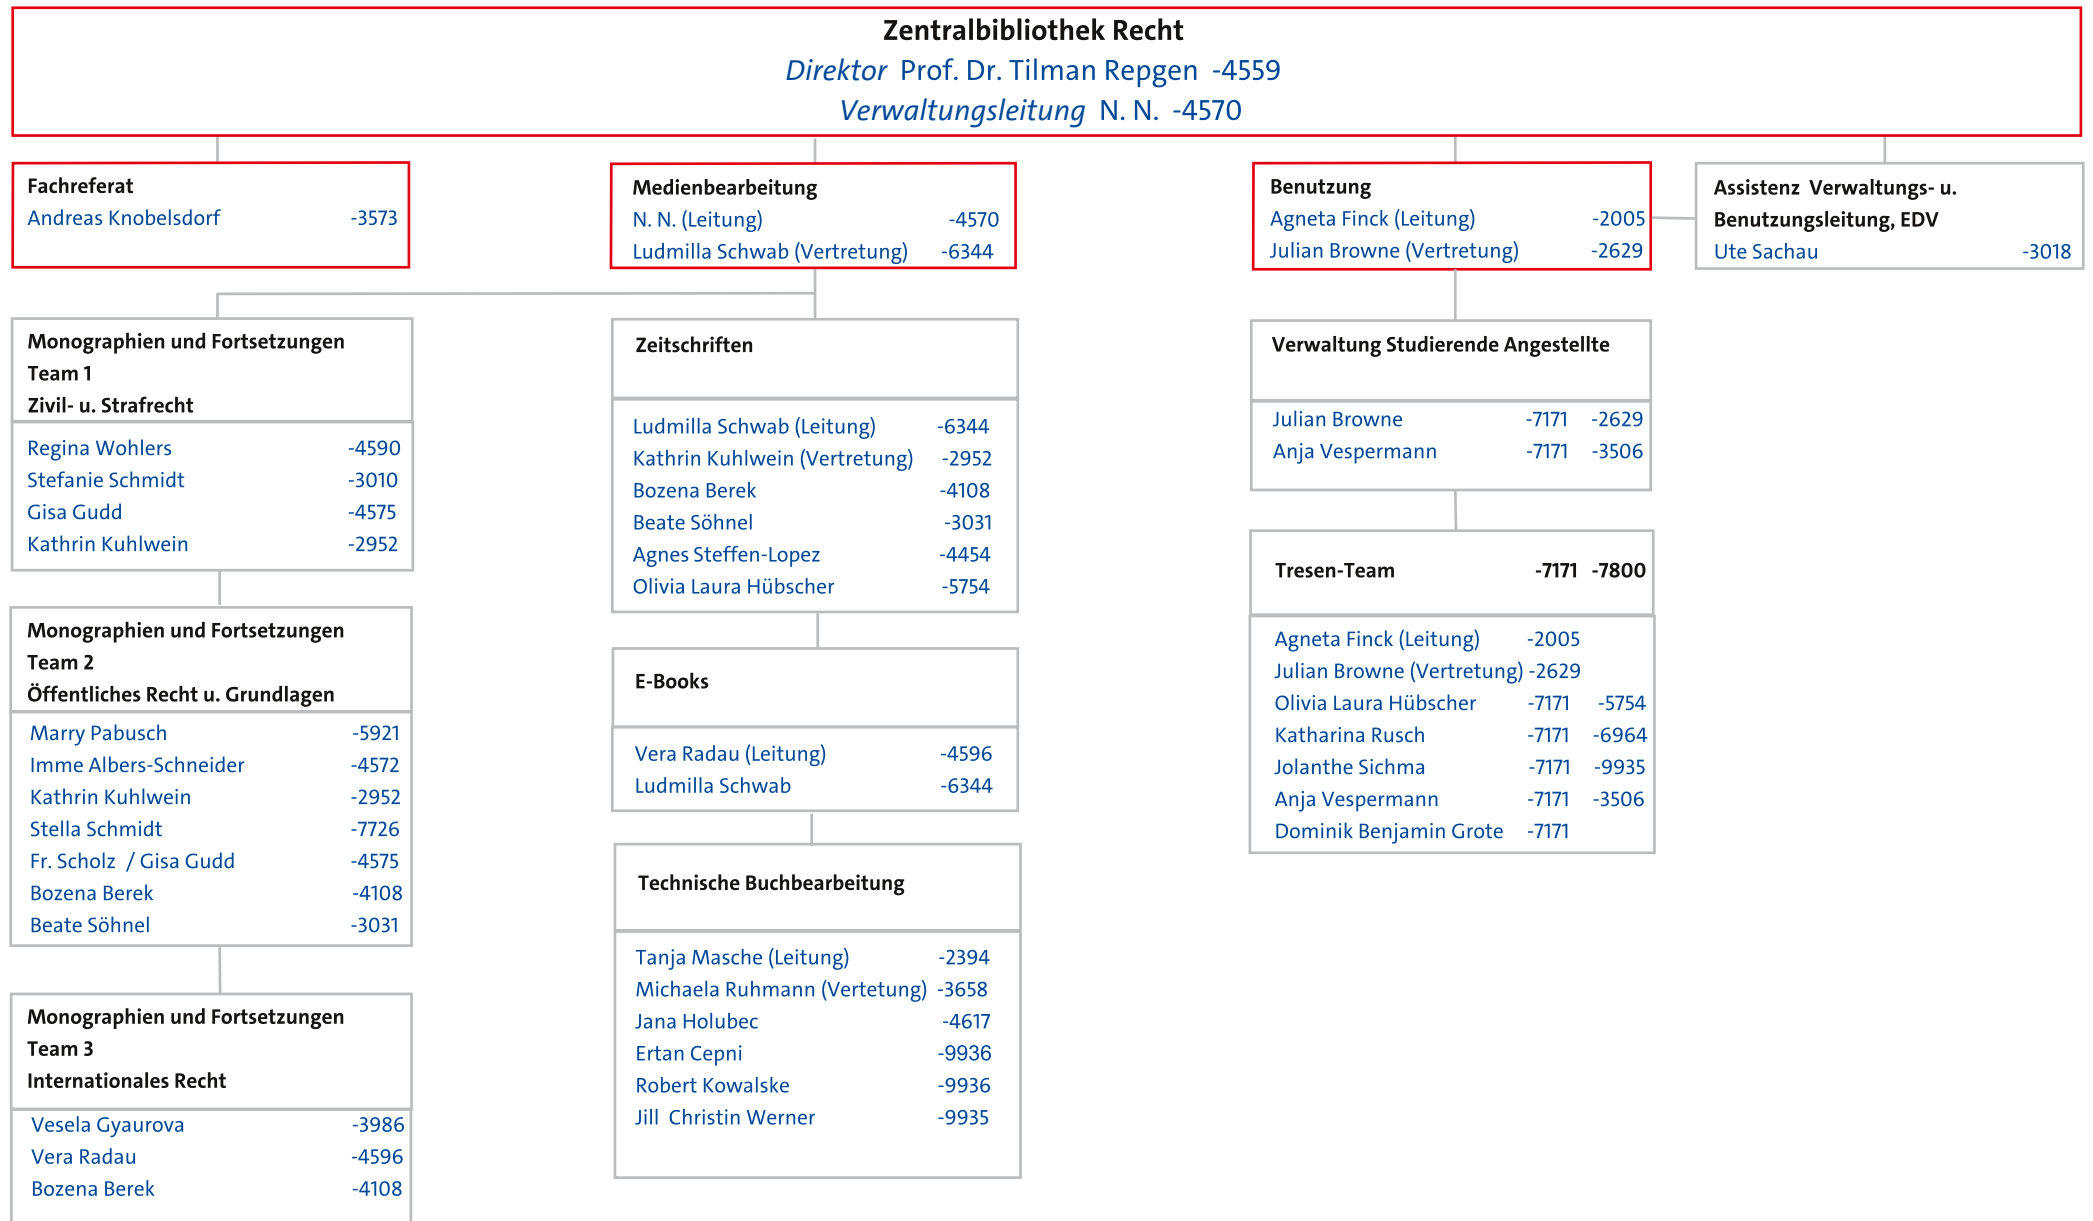 Zentralbibliothek Recht
Direktor Prof. Dr. Tilman Repgen -4559
Verwaltungsleitung N. N. -4570
Fachreferat
Andreas Knobelsdorf -3573
Medienbearbeitung
N. N. (Leitung) -4570
Ludmilla Schwab (Vertretung) -6344
Benutzung
Agneta Finck (Leitung) -2005
Julian Browne (Vertretung) -2629
Assistenz Verwaltungs- u.
Benutzungsleitung, EDV
Ute Sachau -3018
Monographien und Fortsetzungen
Team 1
Zivil- u. Strafrecht
Regina Wohlers -4590
Stefanie Schmidt -3010
Gisa Gudd -4575
Kathrin Kuhlwein -2952
Monographien und Fortsetzungen
Team 2
Öffentliches Recht u. Grundlagen
Marry Pabusch -5921
Imme Albers-Schneider -4572
Kathrin Kuhlwein -2952
Stella Schmidt -7726
Fr. Scholz / Gisa Gudd -4575
Bozena Berek -4108
Beate Söhnel -3031
Monographien und Fortsetzungen
Team 3
Internationales Recht
Vesela Gyaurova -3986
Vera Radau -4596
Bozena Berek -4108
Zeitschriften
Ludmilla Schwab (Leitung) -6344
Kathrin Kuhlwein (Vertretung) -2952
Bozena Berek -4108
Beate Söhnel -3031
Agnes Steffen-Lopez -4454
Olivia Laura Hübscher -5754
E-Books
Vera Radau (Leitung) -4596
Ludmilla Schwab -6344
Technische Buchbearbeitung
Tanja Masche (Leitung) -2394
Michaela Ruhmann (Vertetung) -3658
Jana Holubec -4617
Ertan Cepni -9936
Robert Kowalske -9936
Jill Christin Werner -9935
Verwaltung Studierende Angestellte
Julian Browne -7171 -2629
Anja Vespermann -7171 -3506
Tresen-Team -7171 -7800
Agneta Finck (Leitung) -2005
Julian Browne (Vertretung) -2629
Olivia Laura Hübscher -7171 -5754
Katharina Rusch -7171 -6964
Jolanthe Sichma -7171 -9935
Anja Vespermann -7171 -3506
Dominik Benjamin Grote -7171